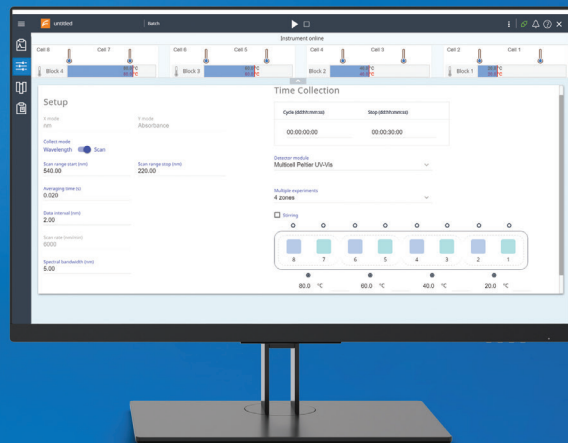 untitled
Batch
Instrument online
Cell 8 Cell 7 Cell 6 Cell 5 Cell 4 Cell 3 Cell 2 Cell 1
Block 4 Block 3 Block 2 Block 1
Setup
Time Collection
X mode
nm
Y mode
Absorbance
Cycle (dd:hh:mm:ss) Stop (dd:hh:mm:ss)
00:00:00:00 00:00:30:00
Collect mode
Wavelength Scan
Scan range start (nm) Scan range stop (nm)
540.00 220.00
Detector module
Multicell Peltier UV-Vis
Averaging time (s)
0.020
Multiple experiments
4 zones
Data interval (nm)
2.00
Stirring
Scan rate (nm/min)
6000
8 7 6 5 4 3 2 1
Spectral bandwidth (nm)
5.00
80.0 °C 60.0 °C 40.0 °C 20.0 °C